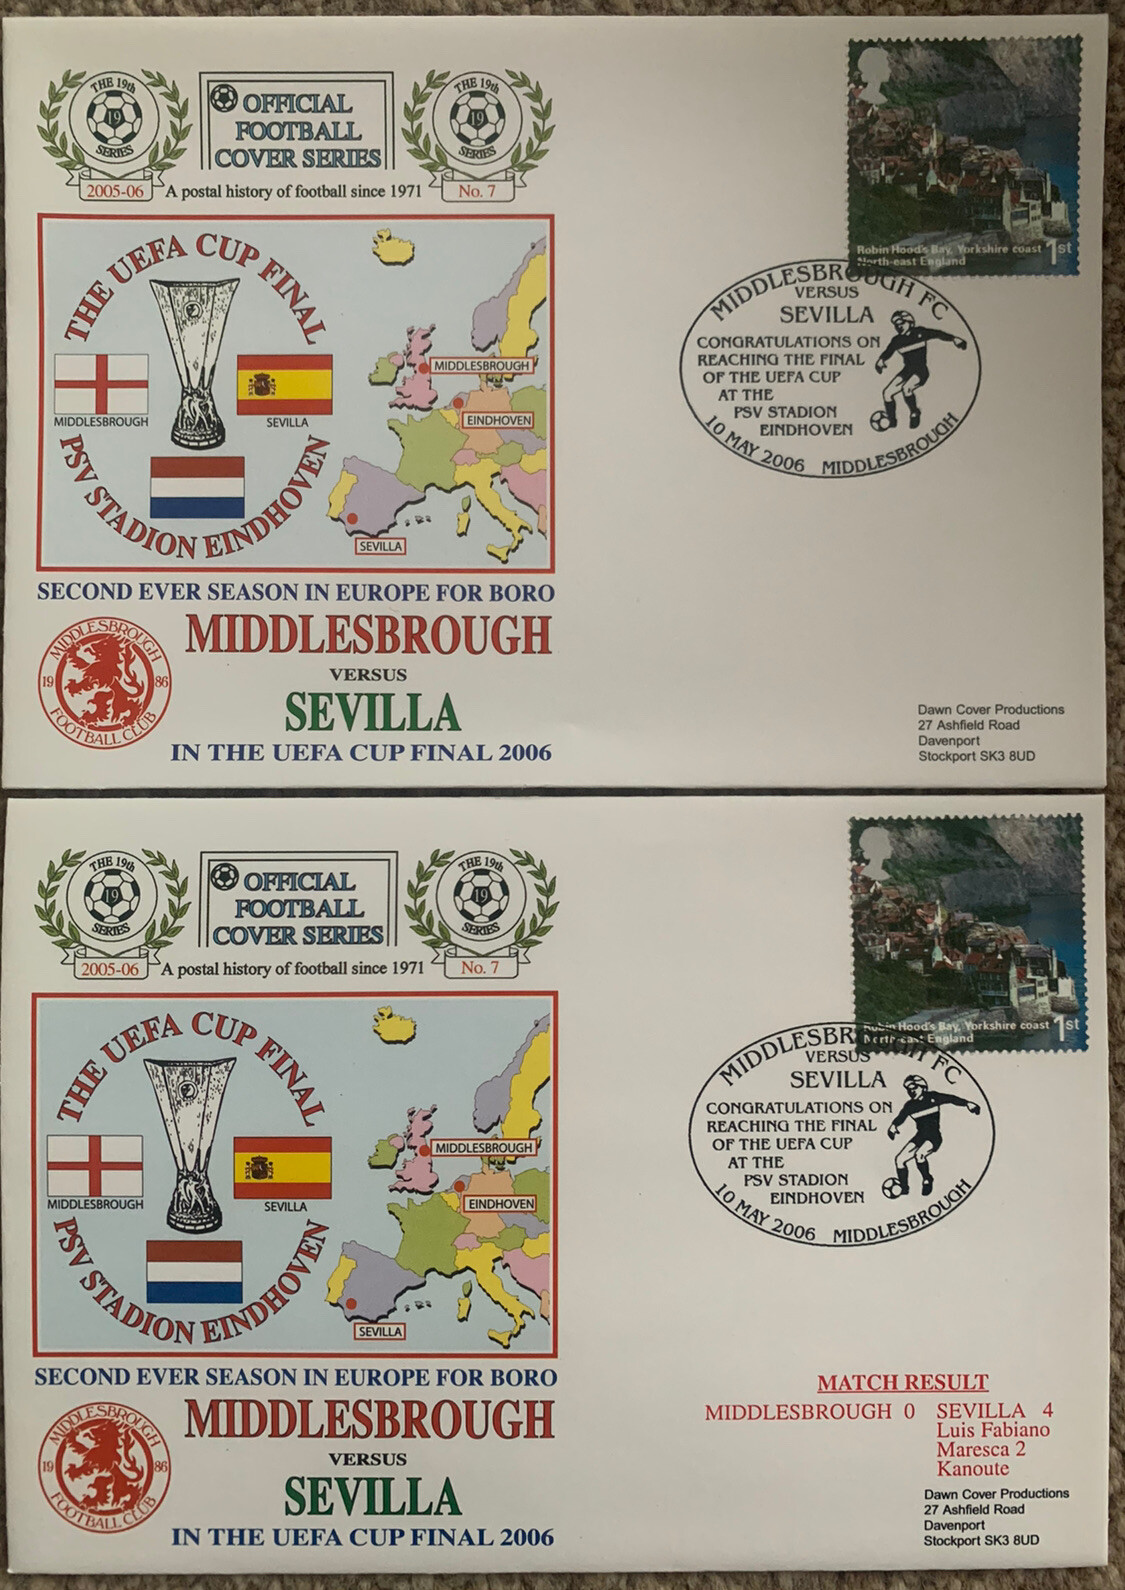 THE 19th
19
SERIES
2005-06
OFFICIAL
FOOTBALL
COVER SERIES
A postal history of football since 1971
THE 19th
19
SERIES
No. 7
THE UEFA CUP FINAL
MIDDLESBROUGH
SEVILLA
PSV STADION EINDHOVEN
MIDDLESBROUGH
EINDHOVEN
SEVILLA
SECOND EVER SEASON IN EUROPE FOR BORO
MIDDLESBROUGH
19 86
FOOTBALL CLUB
MIDDLESBROUGH
VERSUS
SEVILLA
IN THE UEFA CUP FINAL 2006
Robin Hood's Bay, Yorkshire coast
North-east England
1st
MIDDLESBROUGH FC
VERSUS
SEVILLA
CONGRATULATIONS ON
REACHING THE FINAL
OF THE UEFA CUP
AT THE
PSV STADION
EINDHOVEN
10 MAY 2006 MIDDLESBROUGH
Dawn Cover Productions
27 Ashfield Road
Davenport
Stockport SK3 8UD
THE 19th
19
SERIES
2005-06
OFFICIAL
FOOTBALL
COVER SERIES
A postal history of football since 1971
THE 19th
19
SERIES
No. 7
THE UEFA CUP FINAL
MIDDLESBROUGH
SEVILLA
PSV STADION EINDHOVEN
MIDDLESBROUGH
EINDHOVEN
SEVILLA
SECOND EVER SEASON IN EUROPE FOR BORO
MIDDLESBROUGH
19 86
FOOTBALL CLUB
MIDDLESBROUGH
VERSUS
SEVILLA
IN THE UEFA CUP FINAL 2006
Robin Hood's Bay, Yorkshire coast
North-east England
1st
MIDDLESBROUGH FC
VERSUS
SEVILLA
CONGRATULATIONS ON
REACHING THE FINAL
OF THE UEFA CUP
AT THE
PSV STADION
EINDHOVEN
10 MAY 2006 MIDDLESBROUGH
MATCH RESULT
MIDDLESBROUGH 0 SEVILLA 4
Luis Fabiano
Maresca 2
Kanoute
Dawn Cover Productions
27 Ashfield Road
Davenport
Stockport SK3 8UD